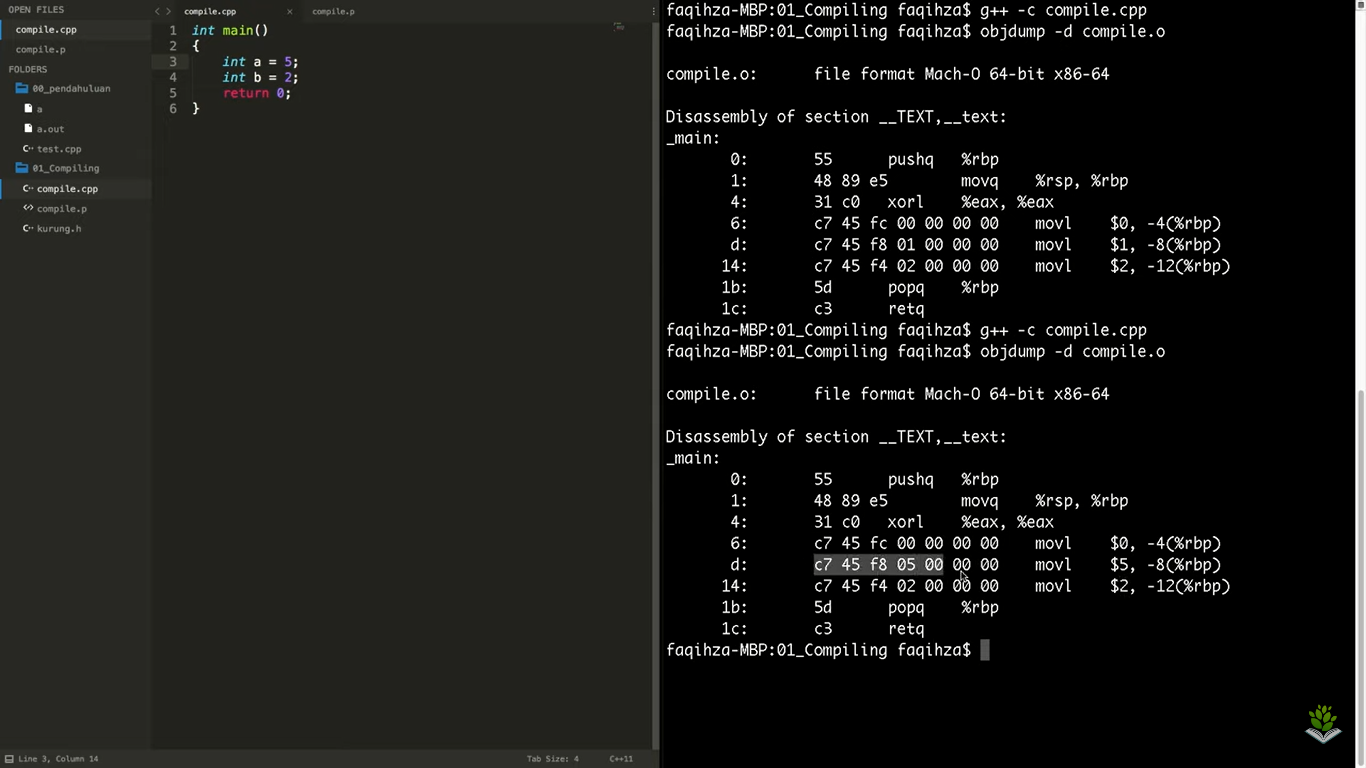 OPEN FILES
compile.cpp
compile.p
FOLDERS
00_pendahuluan
a
a.out
test.cpp
01_Compiling
compile.cpp
compile.p
kurung.h
compile.cpp × compile.p
1 int main()
2 {
3 int a = 5;
4 int b = 2;
5 return 0;
6 }
Line 3, Column 14
Tab Size: 4
C++11
faqihza-MBP:01_Compiling faqihza$ g++ -c compile.cpp
faqihza-MBP:01_Compiling faqihza$ objdump -d compile.o
compile.o: file format Mach-O 64-bit x86-64
Disassembly of section __TEXT,__text:
_main:
0: 55 pushq %rbp
1: 48 89 e5 movq %rsp, %rbp
4: 31 c0 xorl %eax, %eax
6: c7 45 fc 00 00 00 00 movl $0, -4(%rbp)
d: c7 45 f8 01 00 00 00 movl $1, -8(%rbp)
14: c7 45 f4 02 00 00 00 movl $2, -12(%rbp)
1b: 5d popq %rbp
1c: c3 retq
faqihza-MBP:01_Compiling faqihza$ g++ -c compile.cpp
faqihza-MBP:01_Compiling faqihza$ objdump -d compile.o
compile.o: file format Mach-O 64-bit x86-64
Disassembly of section __TEXT,__text:
_main:
0: 55 pushq %rbp
1: 48 89 e5 movq %rsp, %rbp
4: 31 c0 xorl %eax, %eax
6: c7 45 fc 00 00 00 00 movl $0, -4(%rbp)
d: c7 45 f8 05 00 00 00 movl $5, -8(%rbp)
14: c7 45 f4 02 00 00 00 movl $2, -12(%rbp)
1b: 5d popq %rbp
1c: c3 retq
faqihza-MBP:01_Compiling faqihza$